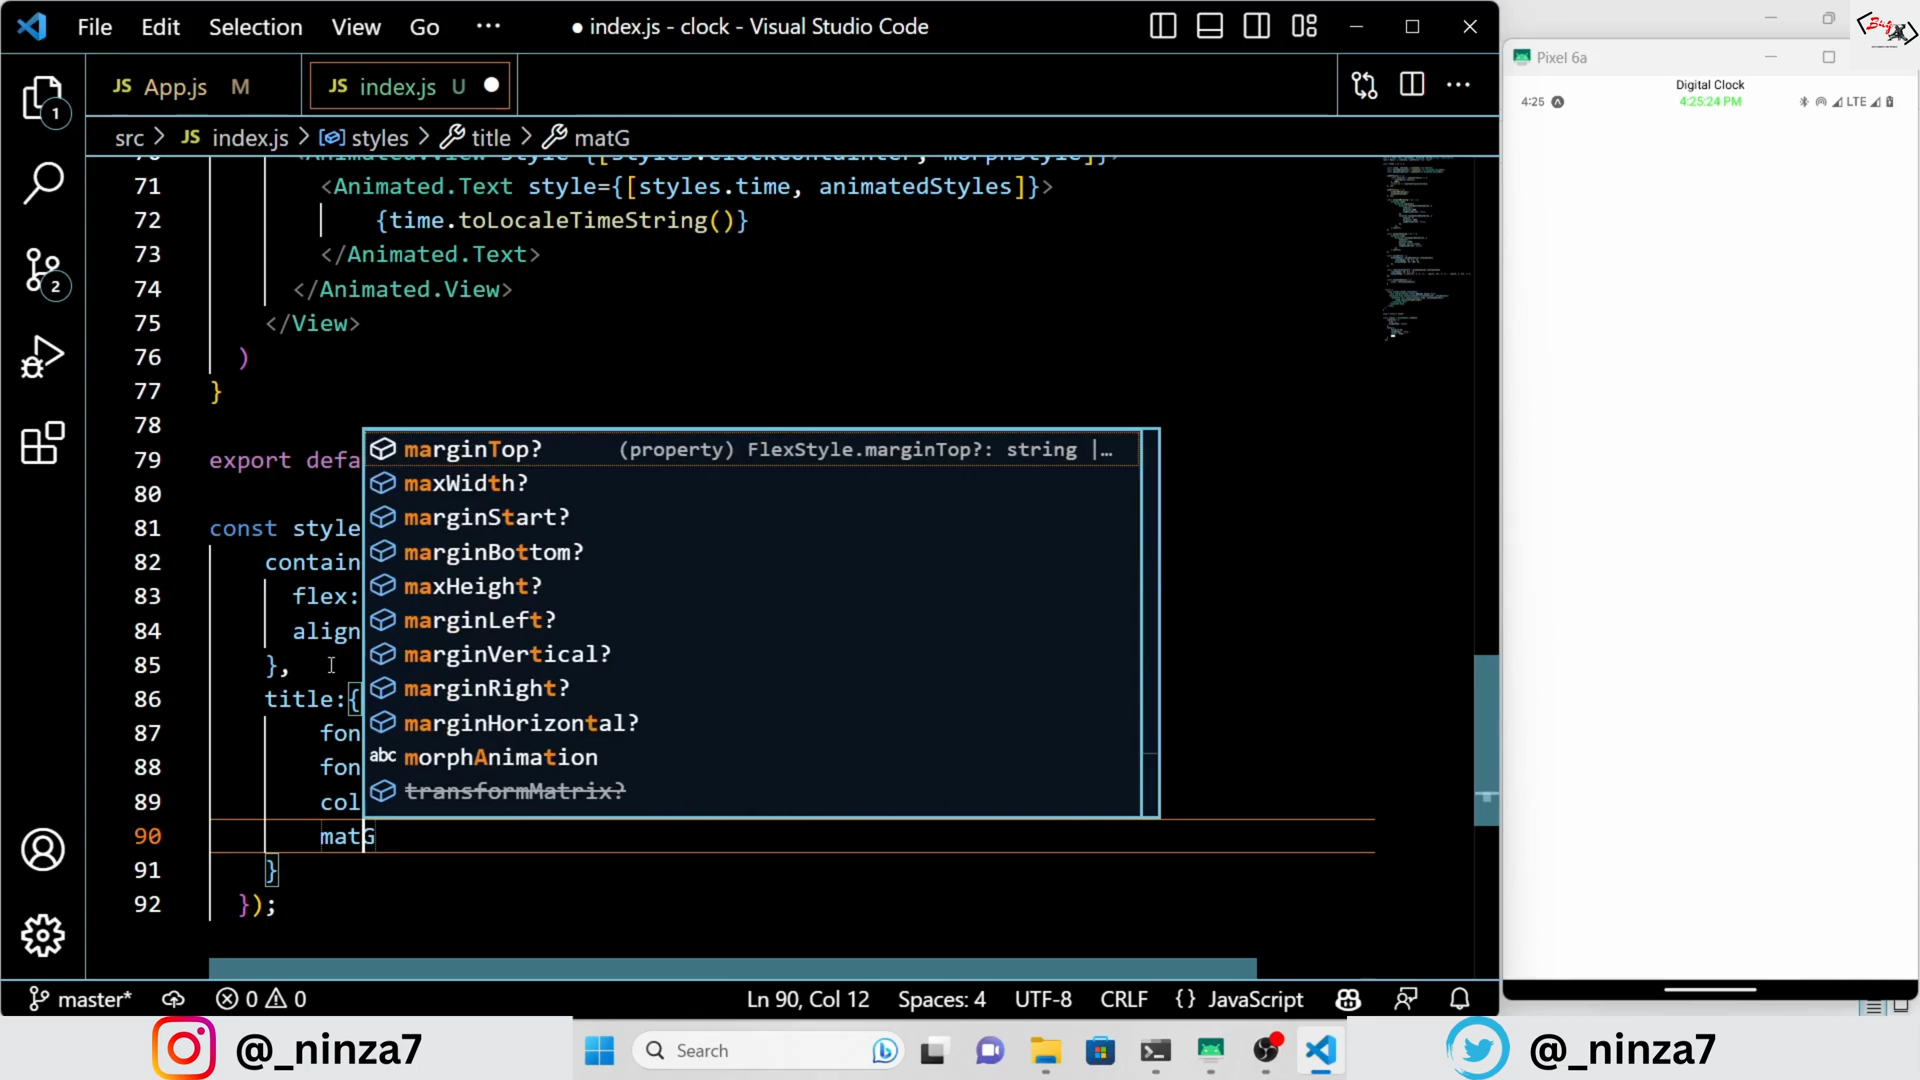 File Edit Selection View Go ··· ● index.js - clock - Visual Studio Code
JS App.js M JS index.js U
src > JS index.js > styles > title > matG
71 <Animated.Text style={[styles.time, animatedStyles]}>
72 {time.toLocaleTimeString()}
73 </Animated.Text>
74 </Animated.View>
75 </View>
76 )
77 }
78
79 export defa
80
81 const style
82 contain
83 flex:
84 align
85 },
86 title:{
87 fon
88 fon
89 col
90 matG
91 }
92 });
marginTop? (property) FlexStyle.marginTop?: string |…
maxWidth?
marginStart?
marginBottom?
maxHeight?
marginLeft?
marginVertical?
marginRight?
marginHorizontal?
abc morphAnimation
transformMatrix?
1
2
master* 0 0 Ln 90, Col 12 Spaces: 4 UTF-8 CRLF {} JavaScript
Pixel 6a
Digital Clock
4:25 4:25:24 PM LTE
@_ninza7 Search @_ninza7